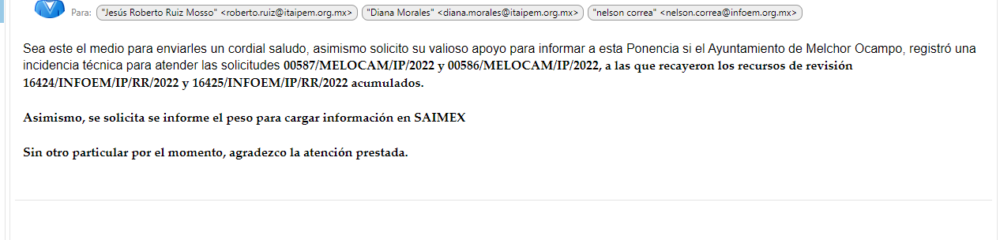 Para: "Jesús Roberto Ruiz Mosso" <roberto.ruiz@itaipem.org.mx> "Diana Morales" <diana.morales@itaipem.org.mx> "nelson correa" <nelson.correa@infoem.org.mx>
Sea este el medio para enviarles un cordial saludo, asimismo solicito su valioso apoyo para informar a esta Ponencia si el Ayuntamiento de Melchor Ocampo, registró una
incidencia técnica para atender las solicitudes 00587/MELOCAM/IP/2022 y 00586/MELOCAM/IP/2022, a las que recayeron los recursos de revisión
16424/INFOEM/IP/RR/2022 y 16425/INFOEM/IP/RR/2022 acumulados.
Asimismo, se solicita se informe el peso para cargar información en SAIMEX
Sin otro particular por el momento, agradezco la atención prestada.